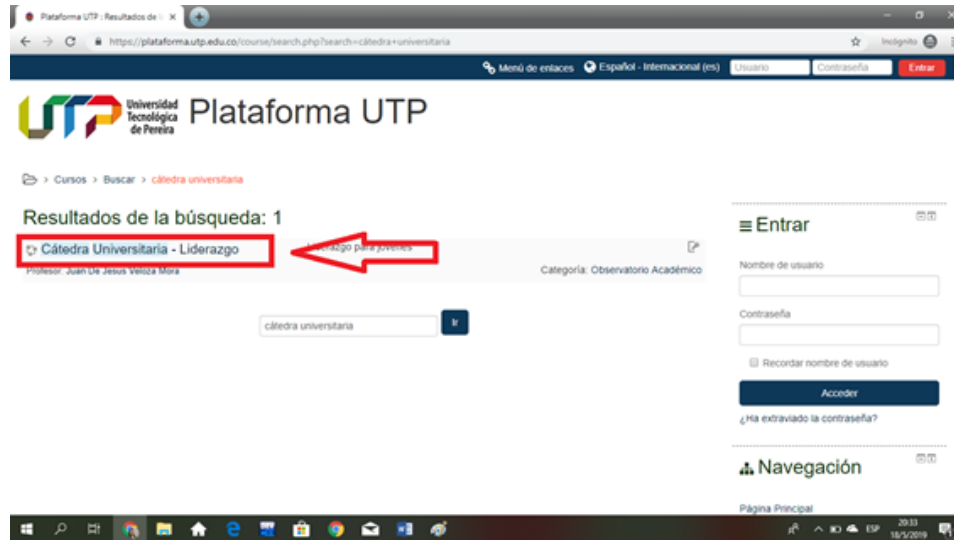 Plataforma UTP : Resultados de
https://plataforma.utp.edu.co/course/search.php?search=cátedra+universitaria
Incógnito
Menú de enlaces
Español - Internacional (es)
Usuario
Contraseña
Entrar
UTP
Universidad
Tecnológica
de Pereira
Plataforma UTP
> Cursos > Buscar > cátedra universitaria
Resultados de la búsqueda: 1
Cátedra Universitaria - Liderazgo
Liderazgo para jóvenes
Profesor: Juan De Jesus Veloza Mora
Categoría: Observatorio Académico
cátedra universitaria
Ir
Entrar
Nombre de usuario
Contraseña
Recordar nombre de usuario
Acceder
¿Ha extraviado la contraseña?
Navegación
Página Principal
ESP
20:33
18/5/2019